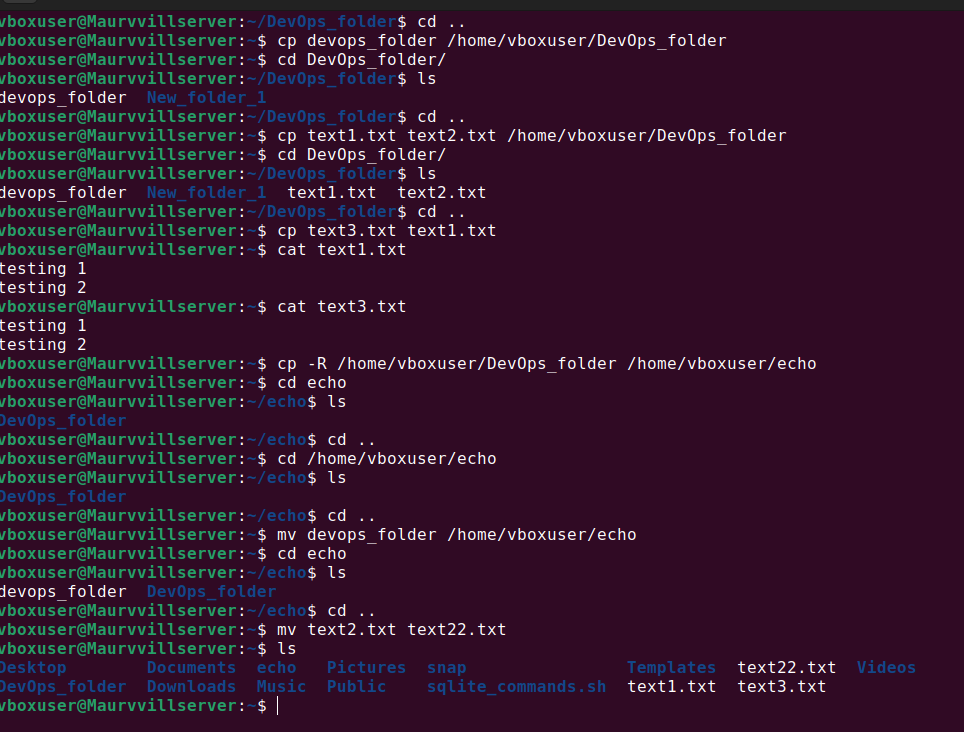 vboxuser@Maurvvillserver:~/DevOps_folder$ cd ..
vboxuser@Maurvvillserver:~$ cp devops_folder /home/vboxuser/DevOps_folder
vboxuser@Maurvvillserver:~$ cd DevOps_folder/
vboxuser@Maurvvillserver:~/DevOps_folder$ ls
devops_folder  New_folder_1
vboxuser@Maurvvillserver:~/DevOps_folder$ cd ..
vboxuser@Maurvvillserver:~$ cp text1.txt text2.txt /home/vboxuser/DevOps_folder
vboxuser@Maurvvillserver:~$ cd DevOps_folder/
vboxuser@Maurvvillserver:~/DevOps_folder$ ls
devops_folder  New_folder_1  text1.txt  text2.txt
vboxuser@Maurvvillserver:~/DevOps_folder$ cd ..
vboxuser@Maurvvillserver:~$ cp text3.txt text1.txt
vboxuser@Maurvvillserver:~$ cat text1.txt
testing 1
testing 2
vboxuser@Maurvvillserver:~$ cat text3.txt
testing 1
testing 2
vboxuser@Maurvvillserver:~$ cp -R /home/vboxuser/DevOps_folder /home/vboxuser/echo
vboxuser@Maurvvillserver:~$ cd echo
vboxuser@Maurvvillserver:~/echo$ ls
DevOps_folder
vboxuser@Maurvvillserver:~/echo$ cd ..
vboxuser@Maurvvillserver:~$ cd /home/vboxuser/echo
vboxuser@Maurvvillserver:~/echo$ ls
DevOps_folder
vboxuser@Maurvvillserver:~/echo$ cd ..
vboxuser@Maurvvillserver:~$ mv devops_folder /home/vboxuser/echo
vboxuser@Maurvvillserver:~$ cd echo
vboxuser@Maurvvillserver:~/echo$ ls
devops_folder  DevOps_folder
vboxuser@Maurvvillserver:~/echo$ cd ..
vboxuser@Maurvvillserver:~$ mv text2.txt text22.txt
vboxuser@Maurvvillserver:~$ ls
Desktop        Documents  echo   Pictures  snap                Templates  text22.txt  Videos
DevOps_folder  Downloads  Music  Public    sqlite_commands.sh  text1.txt  text3.txt
vboxuser@Maurvvillserver:~$